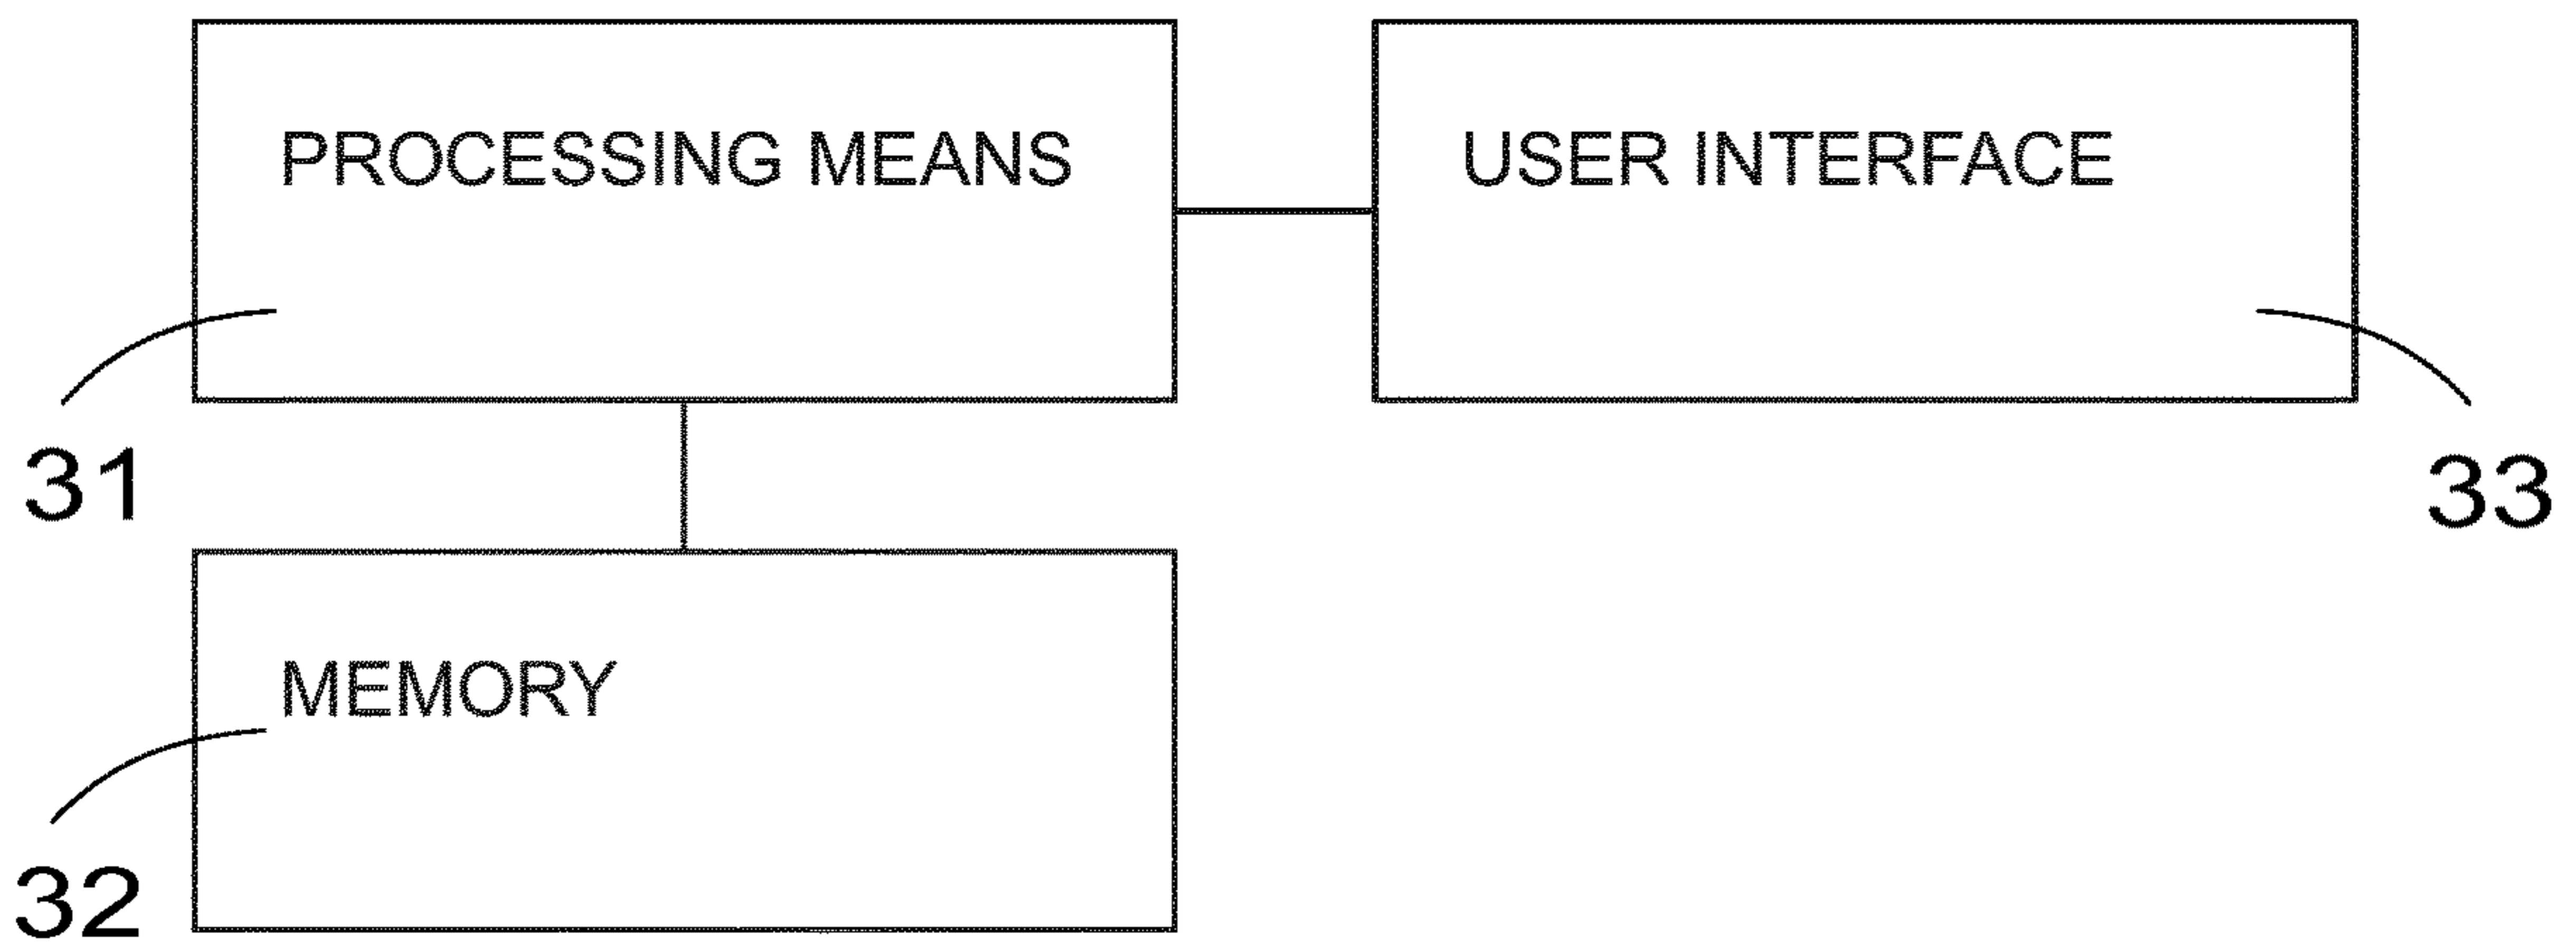 PROCESSING MEANS
USER INTERFACE
31
33
MEMORY
32